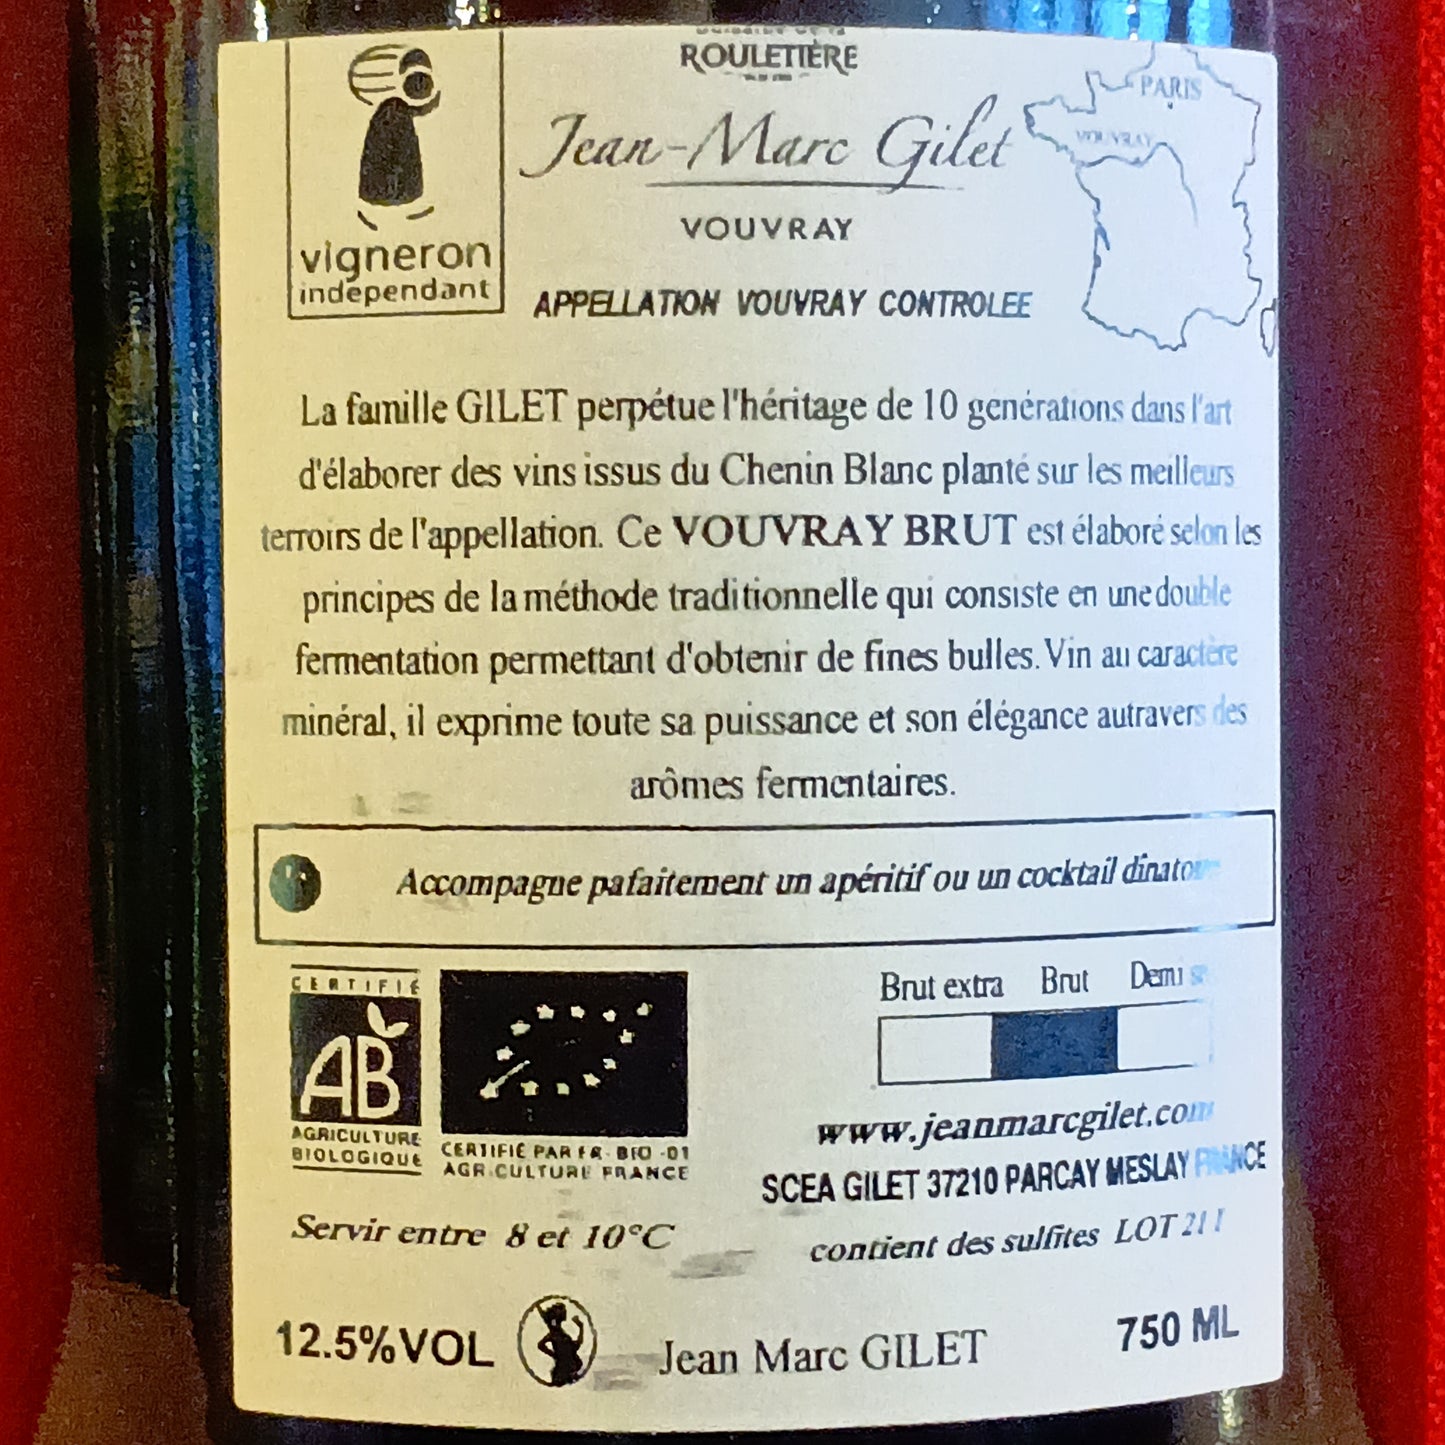 ROULETIÈRE
Jean-Marc Gilet
VOUVRAY
APPELLATION VOUVRAY CONTROLEE
PARIS
VOUVRAY
vigneron
indépendant
La famille GILET perpétue l'héritage de 10 genérations dans l'art
d'élaborer des vins issus du Chenin Blanc planté sur les meilleurs
terroirs de l'appellation. Ce VOUVRAY BRUT est élaboré selon les
principes de la méthode traditionnelle qui consiste en une double
fermentation permettant d'obtenir de fines bulles. Vin au caractère
minéral, il exprime toute sa puissance et son élégance autravers des
arômes fermentaires.
Accompagne pafaitement un apéritif ou un cocktail
CERTIFIÉ
AB
AGRICULTURE
BIOLOGIQUE
CERTIFIÉ PAR FR-BIO-01
AGRICULTURE FRANCE
Brut extra Brut Demi
www.jeanmarcgilet.com
SCEA GILET 37210 PARCAY MESLAY FRANCE
Servir entre 8 et 10°C
contient des sulfites LOT
12.5%VOL
Jean Marc GILET
750 ML